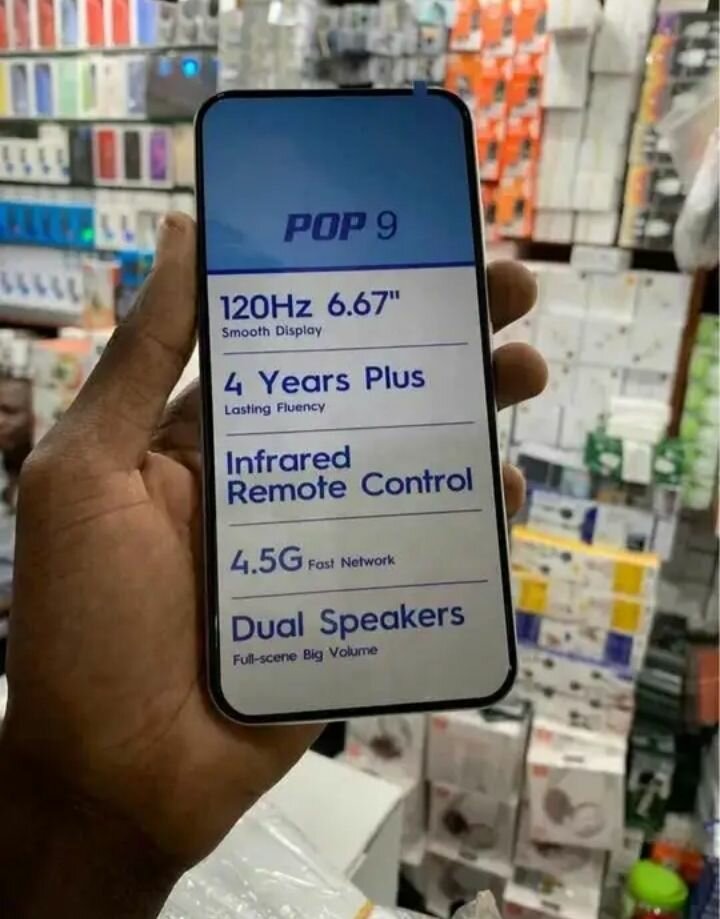 POP 9
120Hz 6.67"
Smooth Display
4 Years Plus
Lasting Fluency
Infrared
Remote Control
4.5G Fast Network
Dual Speakers
Full-scene Big Volume